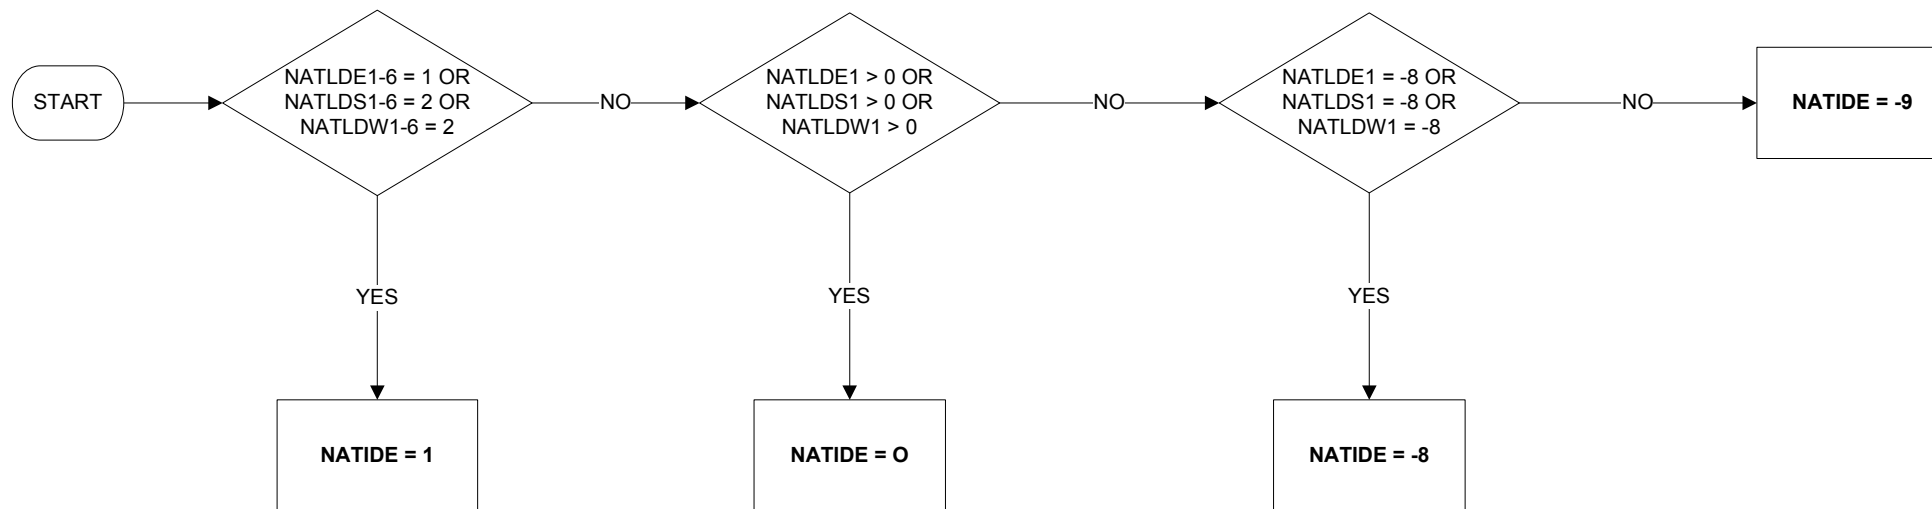 START
NATLDE1-6 = 1 OR
NATLDS1-6 = 2 OR
NATLDW1-6 = 2
NO
NATLDE1 > 0 OR
NATLDS1 > 0 OR
NATLDW1 > 0
NO
NATLDE1 = -8 OR
NATLDS1 = -8 OR
NATLDW1 = -8
NO
NATIDE = -9
YES
YES
YES
NATIDE = 1
NATIDE = O
NATIDE = -8